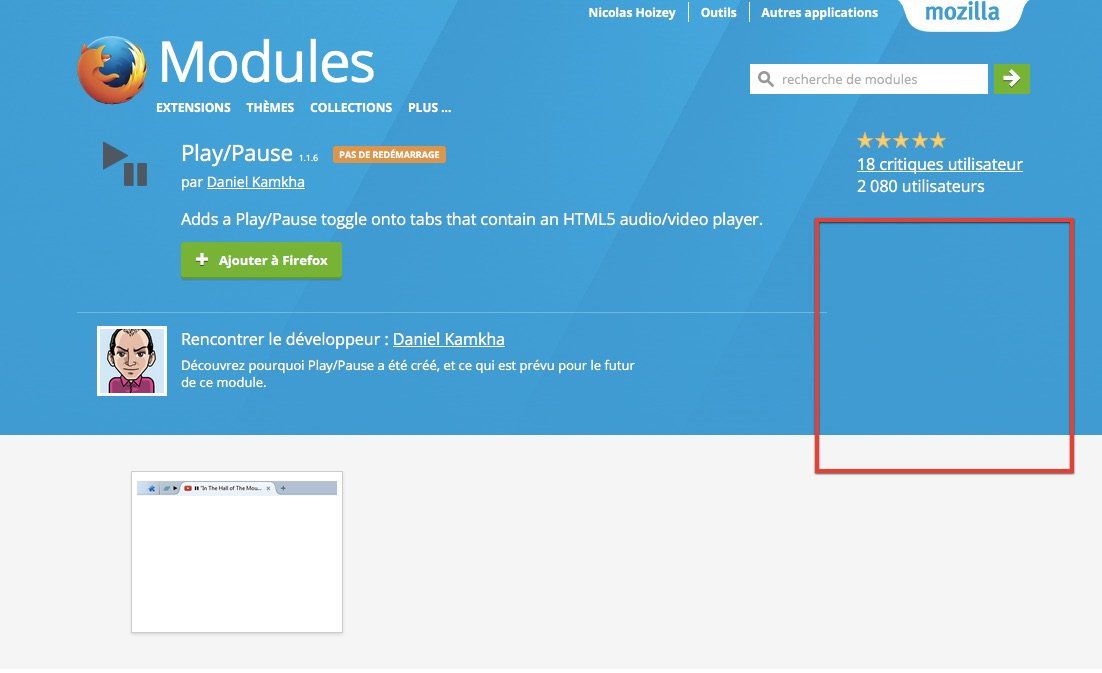 Nicolas Hoizey
Outils
Autres applications
mozilla
Modules
recherche de modules
EXTENSIONS THÈMES COLLECTIONS PLUS ...
Play/Pause 1.1.6 PAS DE REDÉMARRAGE
par Daniel Kamkha
18 critiques utilisateur
2 080 utilisateurs
Adds a Play/Pause toggle onto tabs that contain an HTML5 audio/video player.
Ajouter à Firefox
Rencontrer le développeur : Daniel Kamkha
Découvrez pourquoi Play/Pause a été créé, et ce qui est prévu pour le futur
de ce module.
"In The Hall of The Mou...